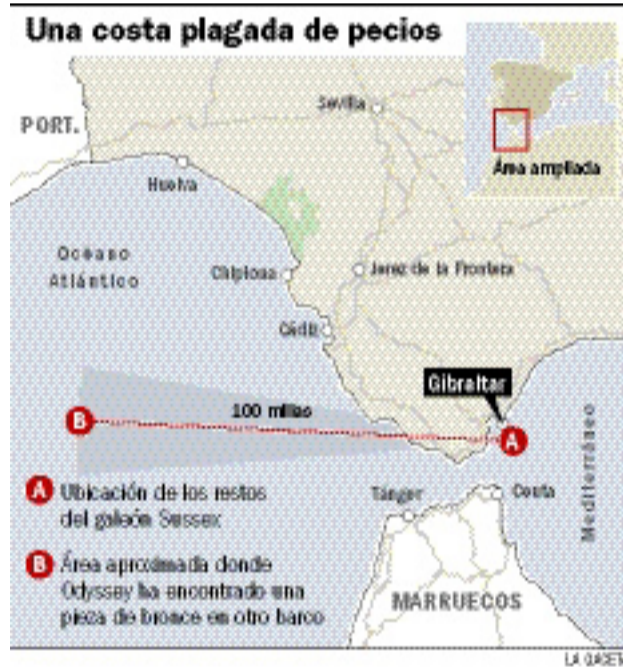 Una costa plagada de pecios
PORT.
Sevilla
Área ampliada
Huelva
Océano
Atlántico
Chipiona
Jerez de la Frontera
Cádiz
Gibraltar
100 millas
B
A
Mediterráneo
A Ubicación de los restos
del galeón Sussex
Tánger
Ceuta
B Área aproximada donde
Odyssey ha encontrado una
pieza de bronce en otro barco
MARRUECOS
LA GACET